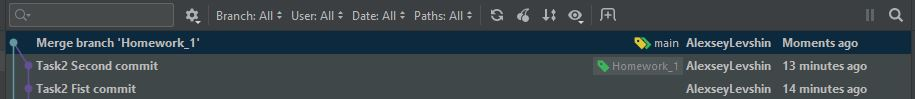 Branch: All User: All Date: All Paths: All
Merge branch 'Homework_1' main AlexseyLevshin Moments ago
Task2 Second commit Homework_1 AlexseyLevshin 13 minutes ago
Task2 Fist commit AlexseyLevshin 14 minutes ago